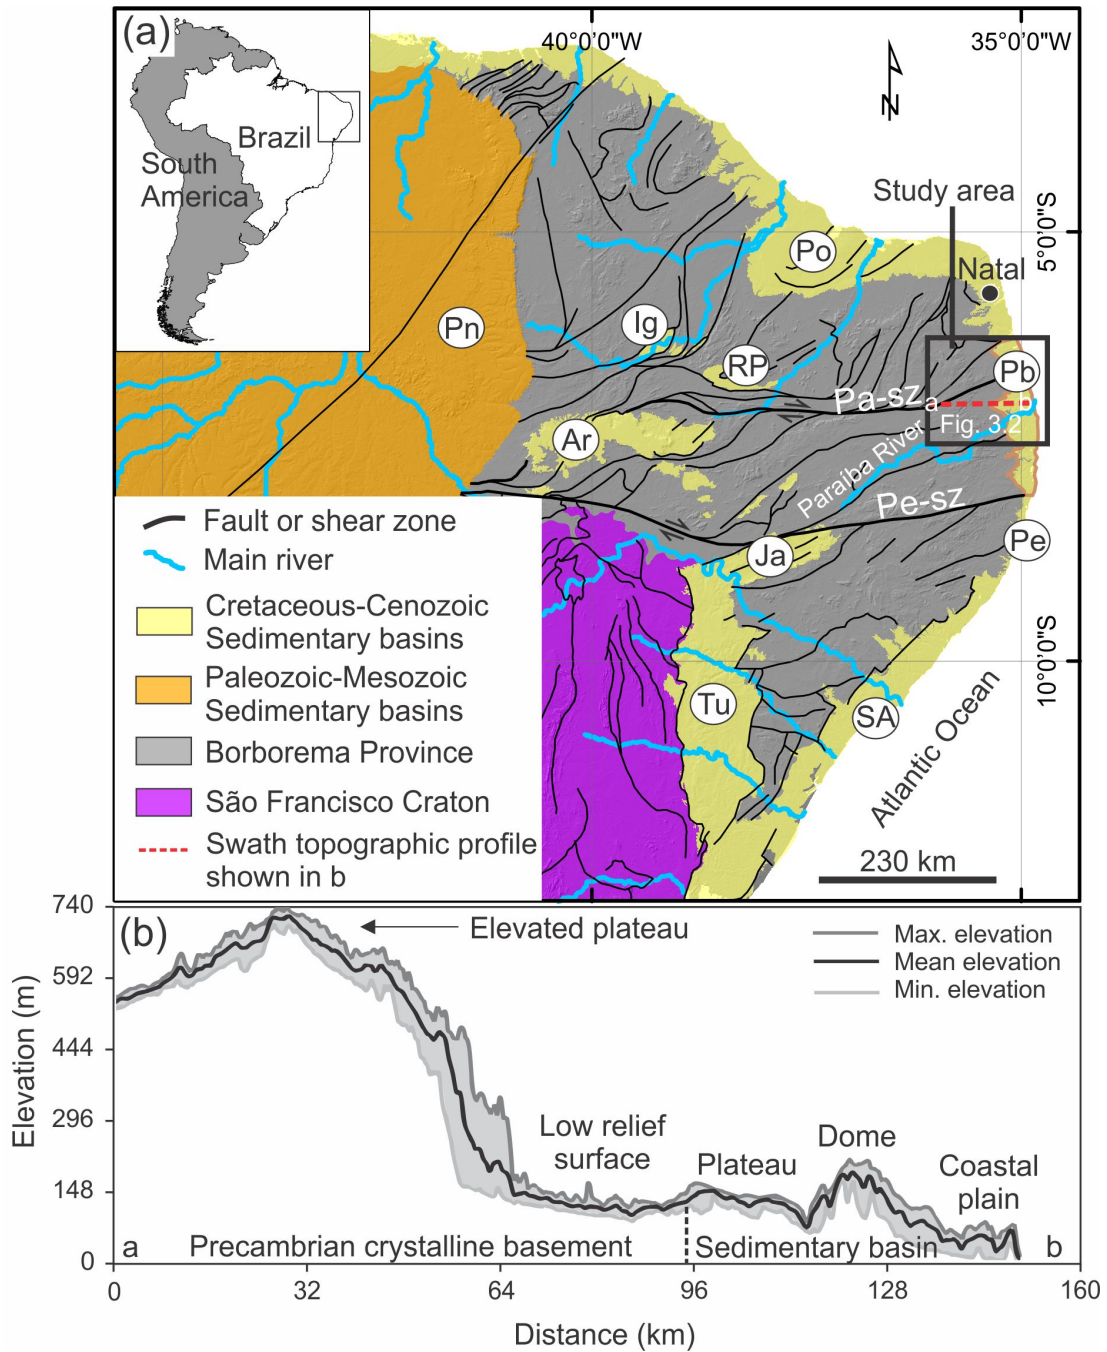 (a)
40°0'0"W
35°0'0"W
N
Brazil
South
America
Study area
5°0'0"S
Po
Natal
Pn
Ig
RP
Pb
Pa-sz
a
Fig. 3.2
Ar
Paraíba River
Pe-sz
Ja
Pe
10°0'0"S
Tu
SA
Atlantic Ocean
230 km
Fault or shear zone
Main river
Cretaceous-Cenozoic
Sedimentary basins
Paleozoic-Mesozoic
Sedimentary basins
Borborema Province
São Francisco Craton
Swath topographic profile
shown in b
(b)
Elevated plateau
Max. elevation
Mean elevation
Min. elevation
Elevation (m)
740
592
444
296
148
0
Low relief
surface
Plateau
Dome
Coastal
plain
a
Precambrian crystalline basement
Sedimentary basin
b
0
32
64
96
128
160
Distance (km)